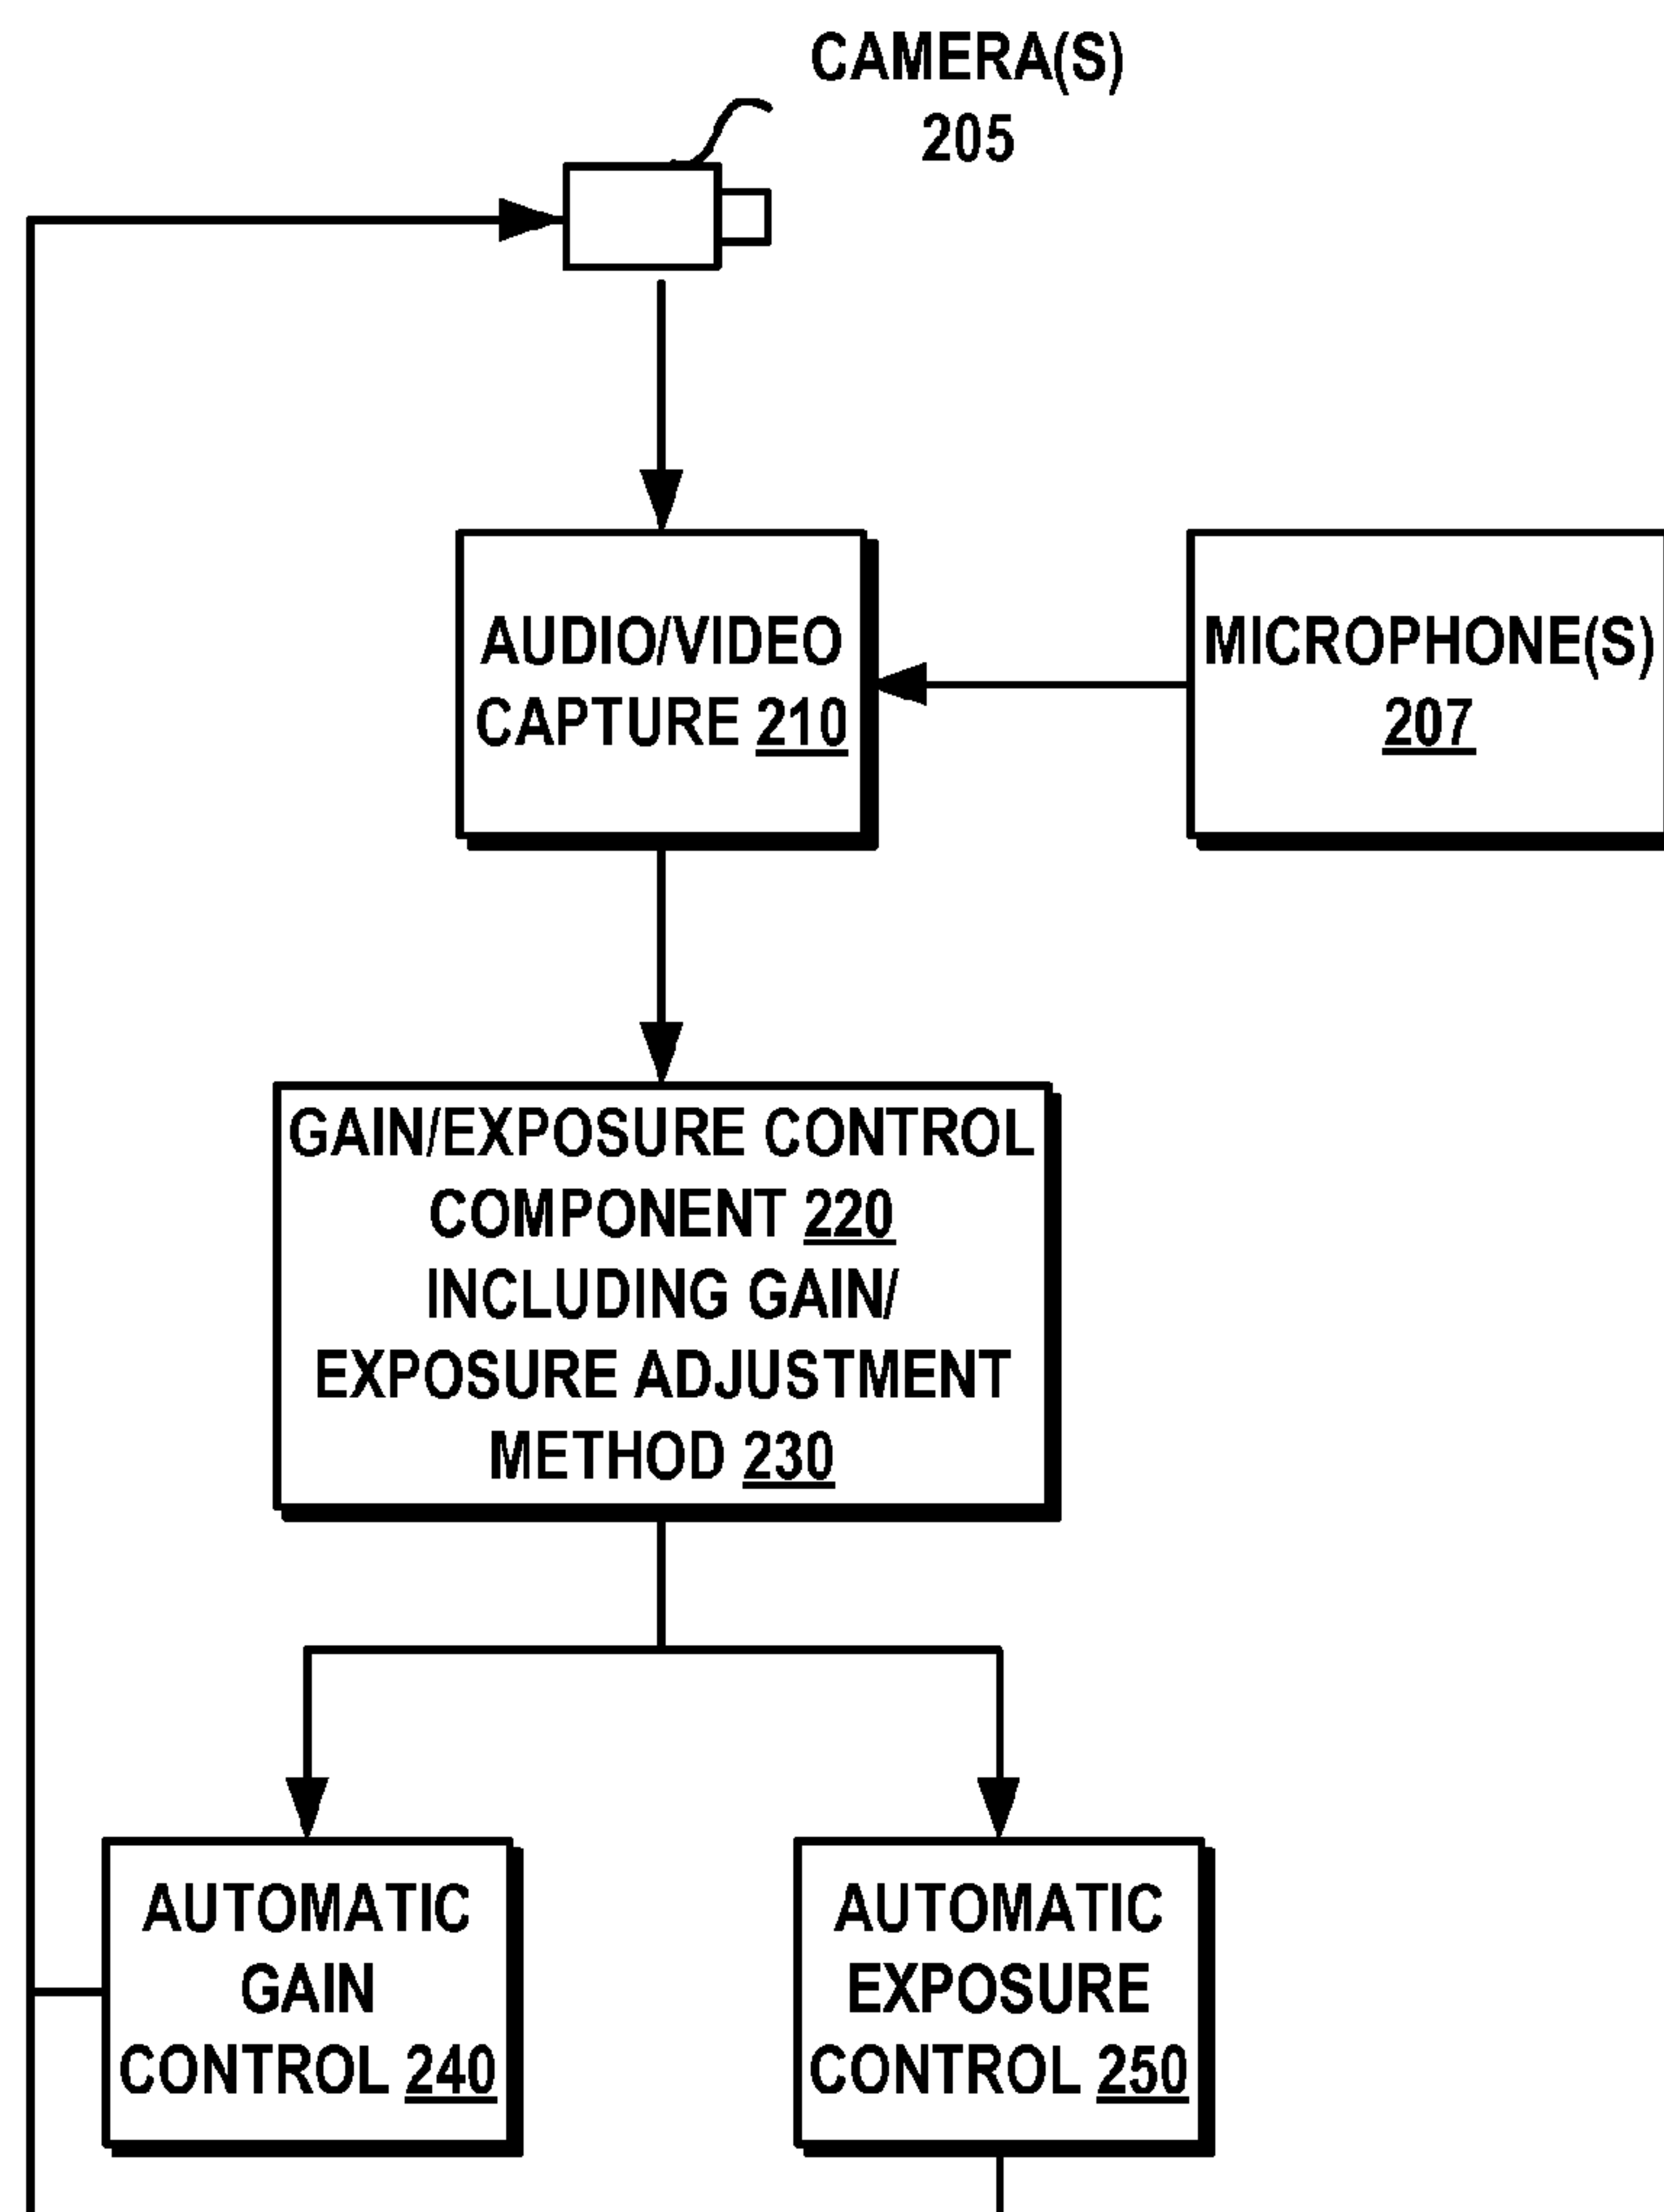 CAMERA(S)
205
AUDIO/VIDEO
CAPTURE 210
MICROPHONE(S)
207
GAIN/EXPOSURE CONTROL
COMPONENT 220
INCLUDING GAIN/
EXPOSURE ADJUSTMENT
METHOD 230
AUTOMATIC
GAIN
CONTROL 240
AUTOMATIC
EXPOSURE
CONTROL 250